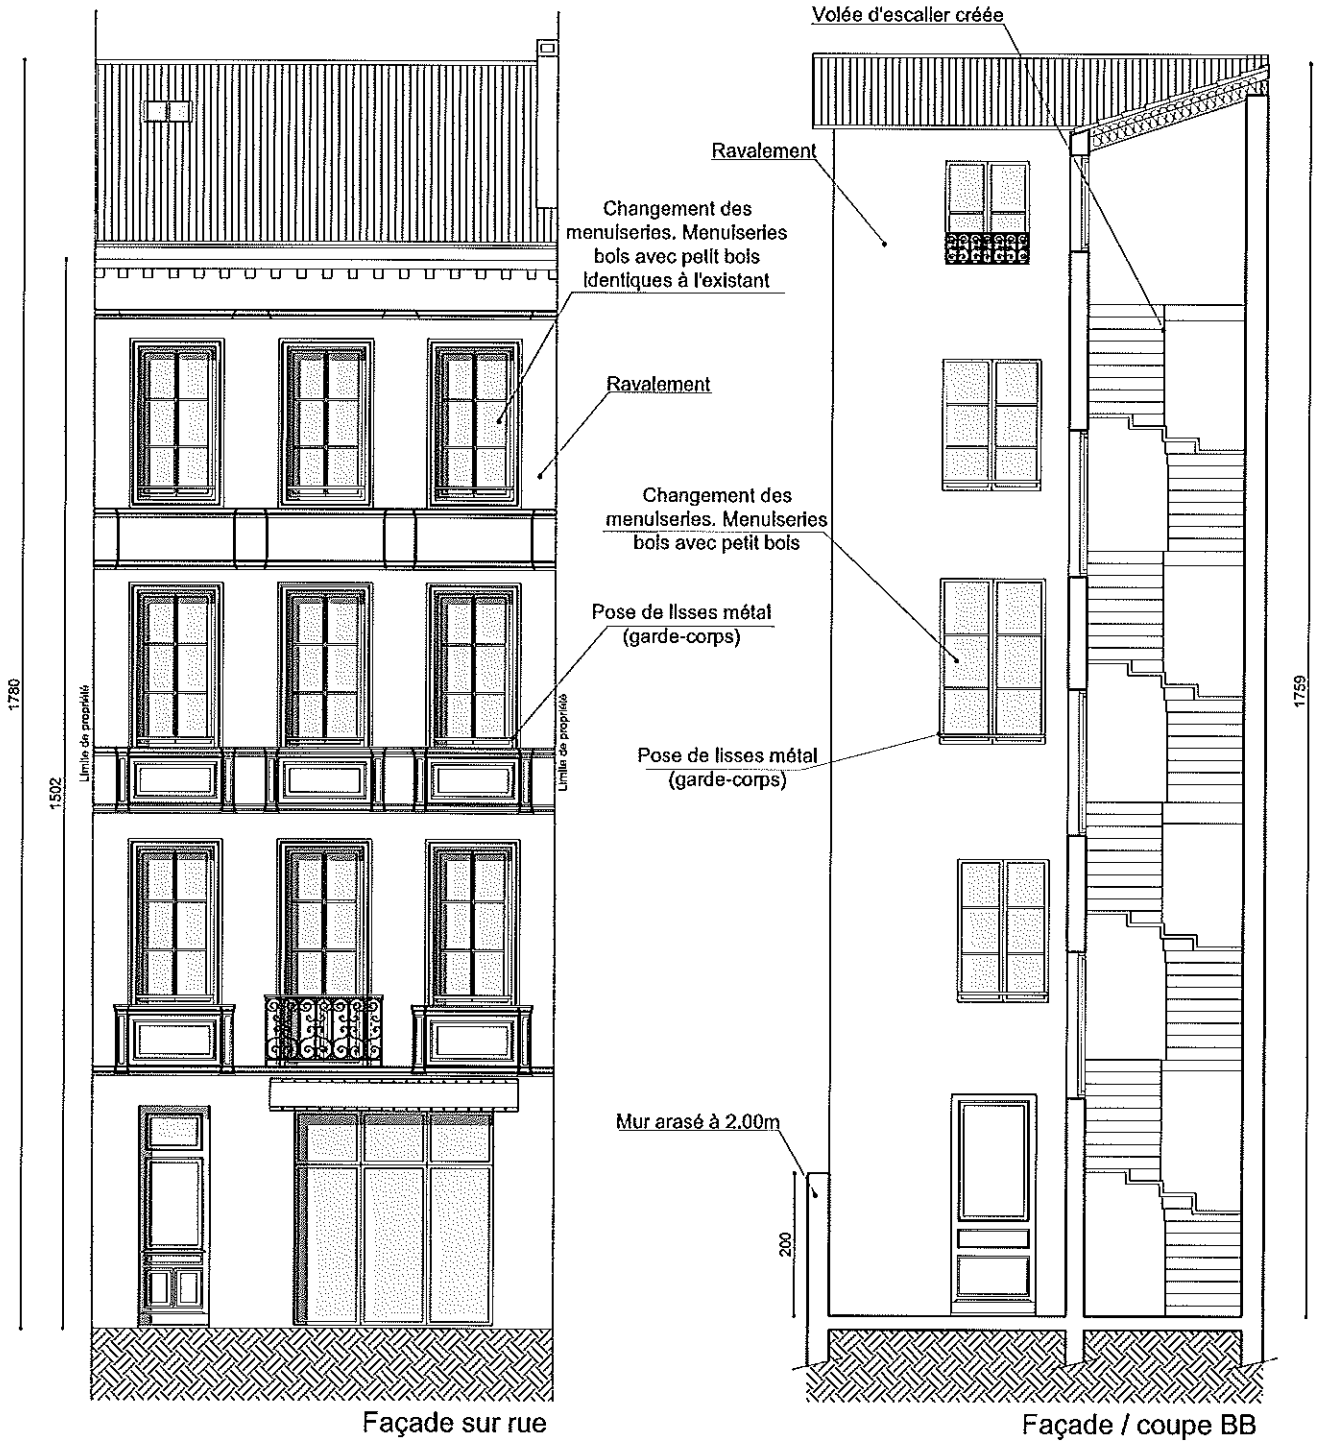 Volée d'escalier créée
Ravalement
Changement des
menuiseries. Menuiseries
bois avec petit bois
Identiques à l'existant
Ravalement
Changement des
menuiseries. Menuiseries
bois avec petit bois
Pose de lisses métal
(garde-corps)
1780
1502
Limite de propriété
Limite de propriété
1759
Pose de lisses métal
(garde-corps)
Mur arasé à 2.00m
200
Façade sur rue
Façade / coupe BB